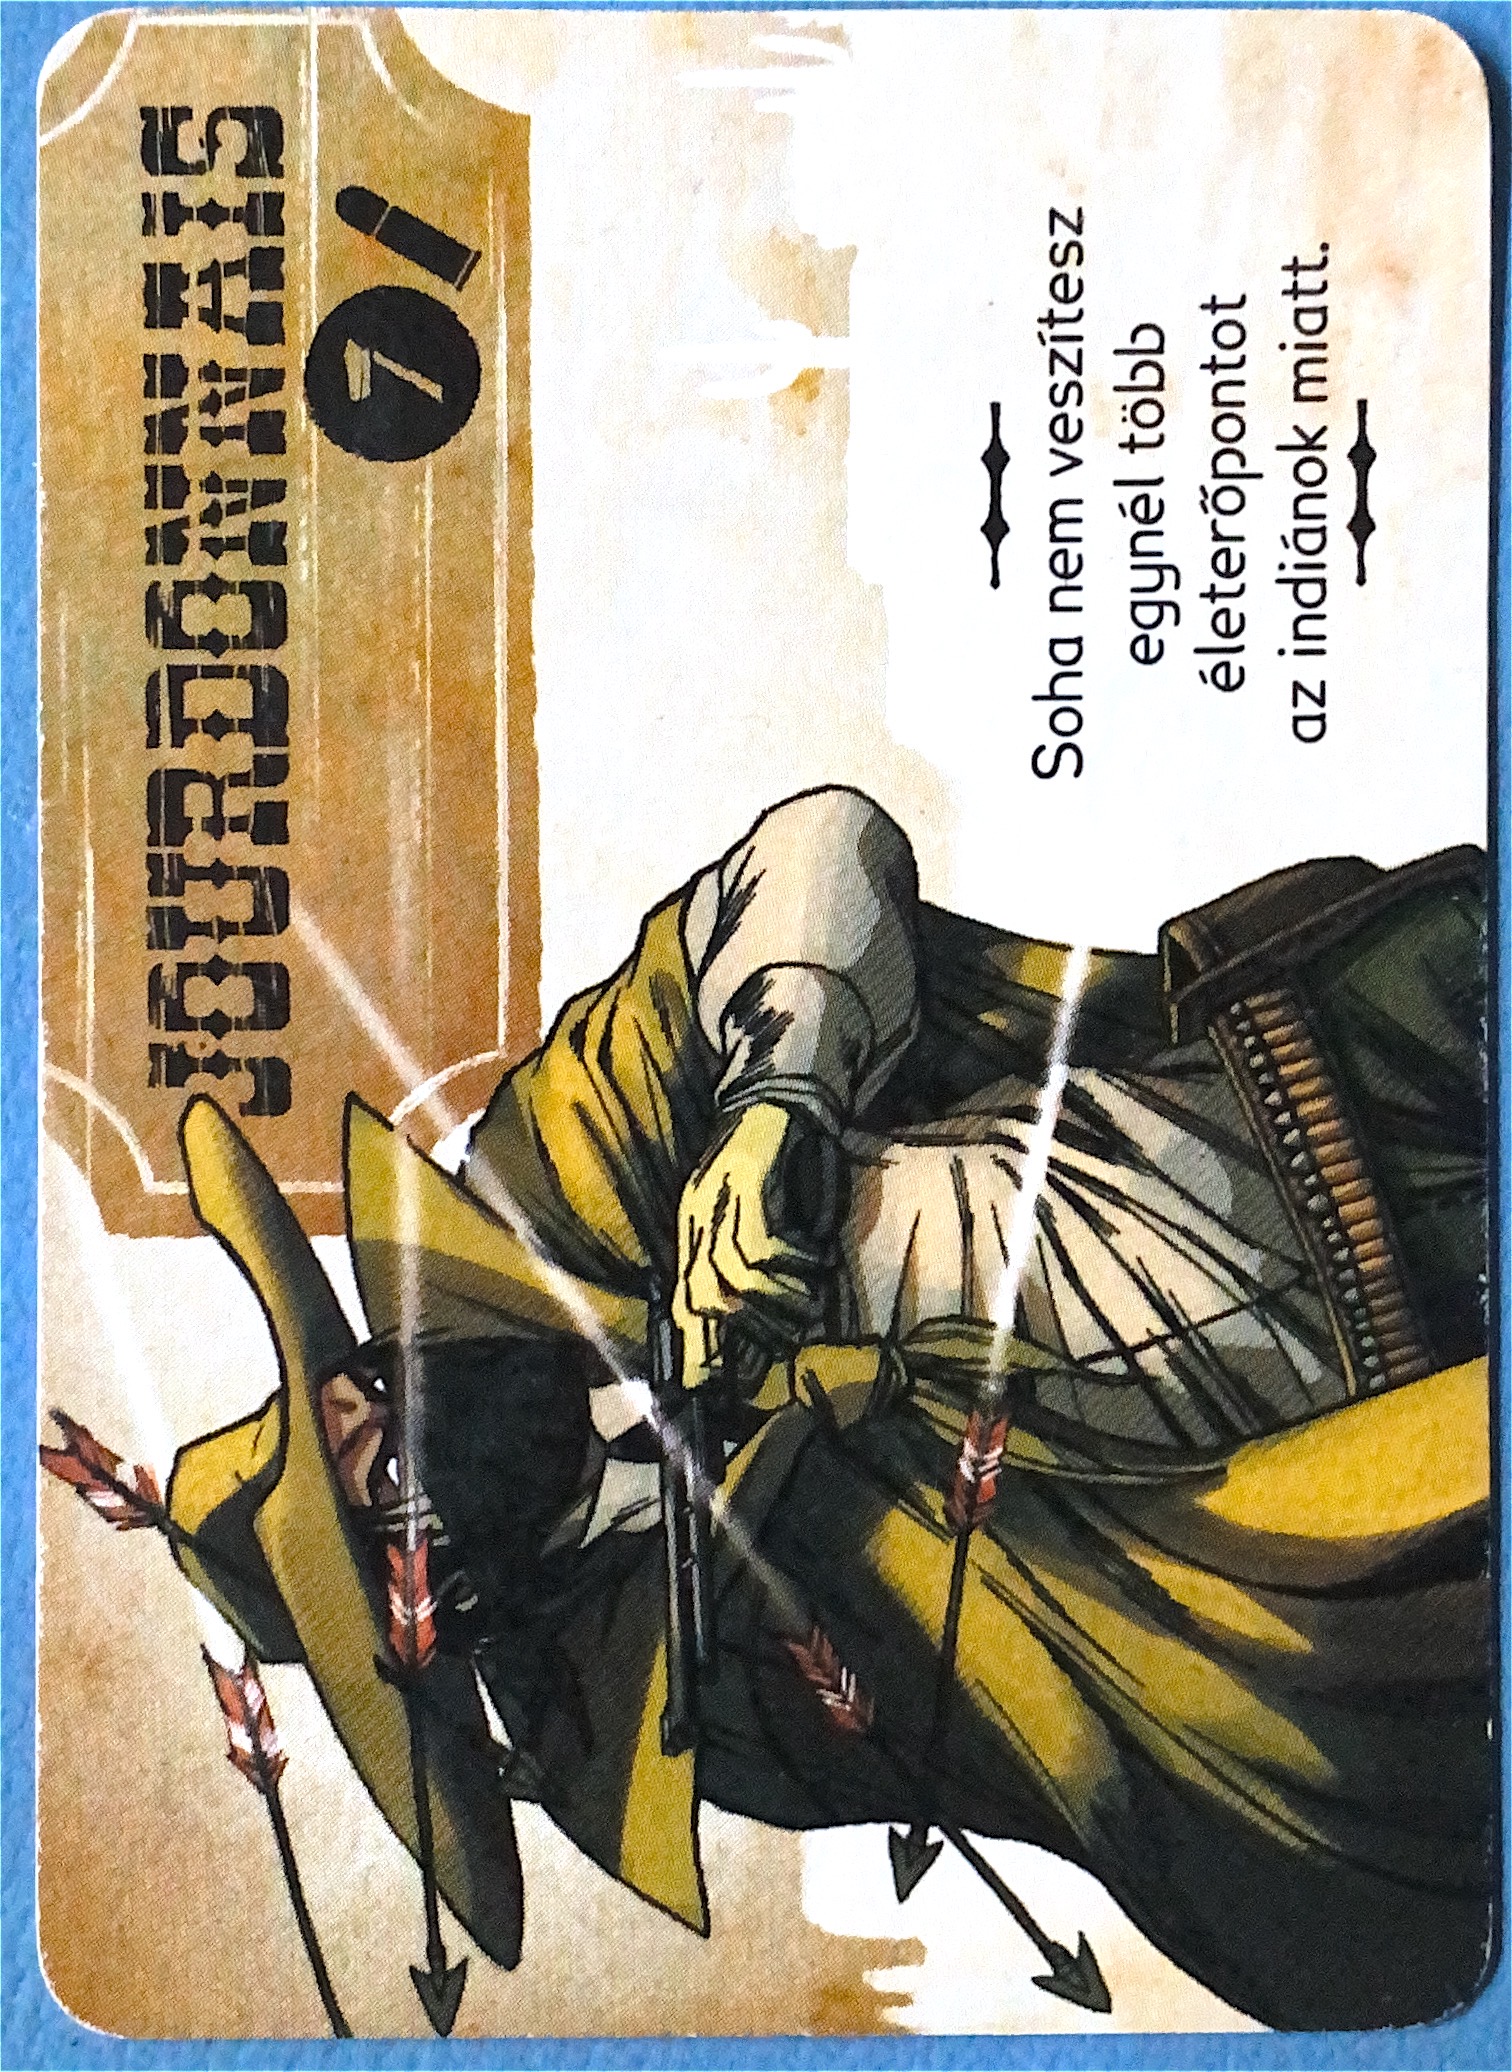 JOURDONNAIS
7
Soha nem veszítesz
egynél több
életerőpontot
az indiánok miatt.